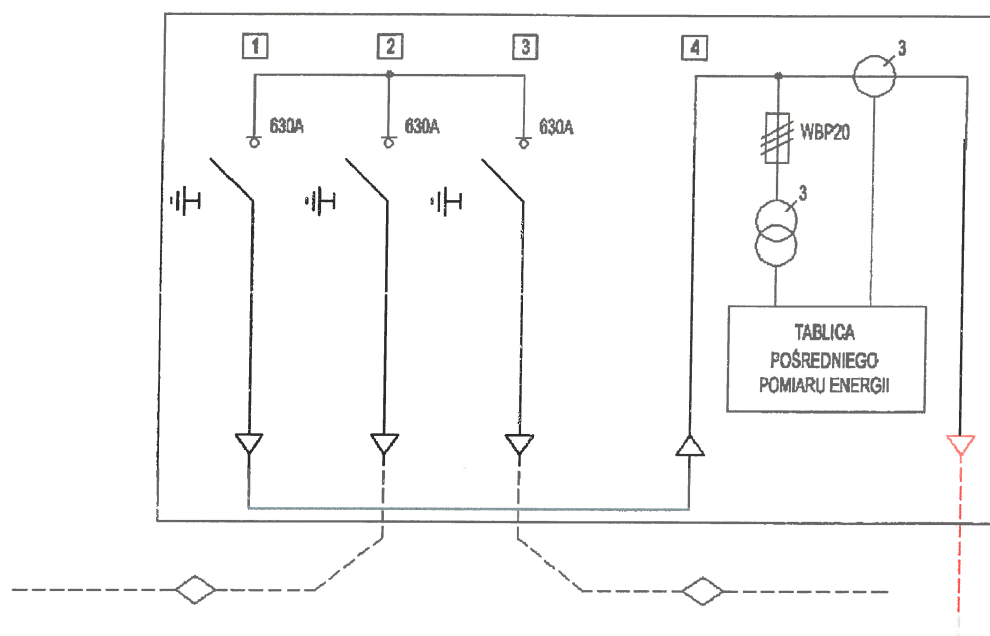 1
2
3
4
3
630A
630A
630A
WBP20
3
TABLICA
POŚREDNIEGO
POMIARU ENERGII